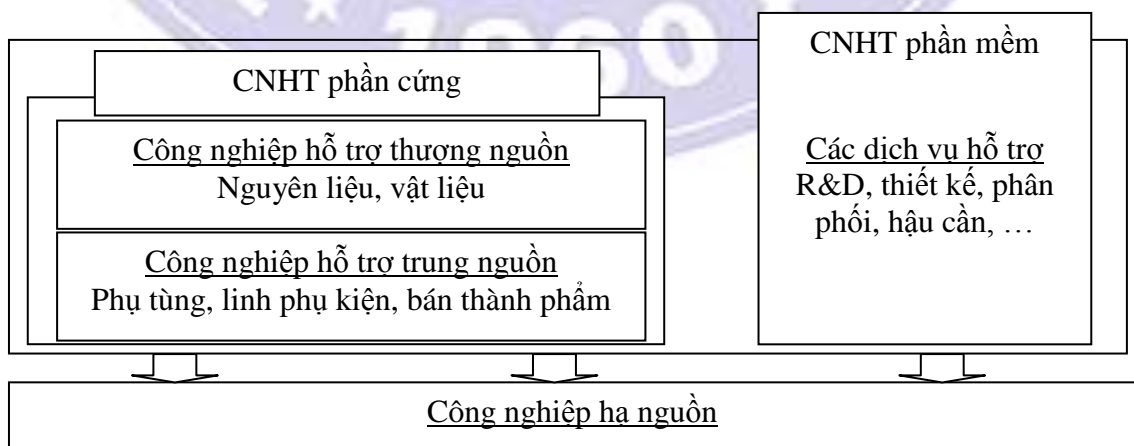 1960
CNHT phần mềm
CNHT phần cứng
Công nghiệp hỗ trợ thượng nguồn
Nguyên liệu, vật liệu
Công nghiệp hỗ trợ trung nguồn
Phụ tùng, linh phụ kiện, bán thành phẩm
Các dịch vụ hỗ trợ
R&D, thiết kế, phân
phối, hậu cần, …
Công nghiệp hạ nguồn